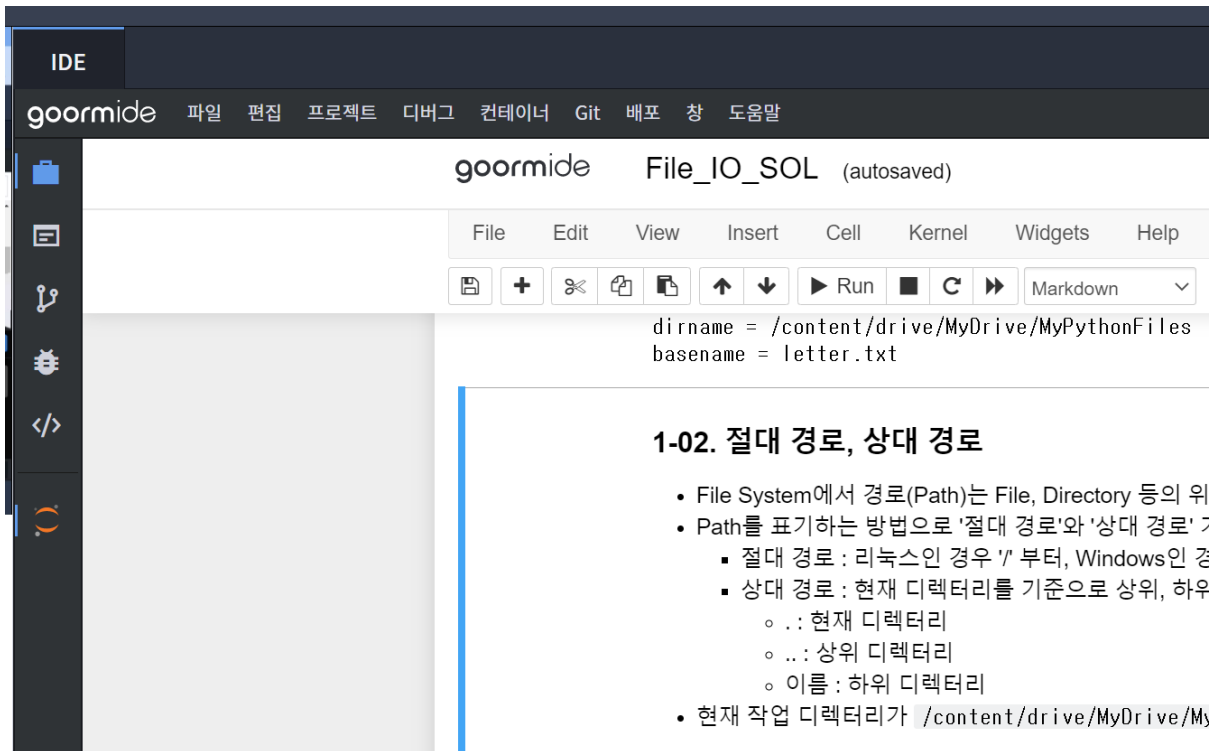 IDE
goormide 파일 편집 프로젝트 디버그 컨테이너 Git 배포 창 도움말
goormide File_IO_SOL (autosaved)
File Edit View Insert Cell Kernel Widgets Help
Run Markdown
dirname = /content/drive/MyDrive/MyPythonFiles
basename = letter.txt
1-02. 절대 경로, 상대 경로
• File System에서 경로(Path)는 File, Directory 등의 위
• Path를 표기하는 방법으로 '절대 경로'와 '상대 경로'
▪ 절대 경로 : 리눅스인 경우 '/' 부터, Windows인 경
▪ 상대 경로 : 현재 디렉터리를 기준으로 상위, 하위
◦ . : 현재 디렉터리
◦ .. : 상위 디렉터리
◦ 이름 : 하위 디렉터리
• 현재 작업 디렉터리가 /content/drive/MyDrive/My